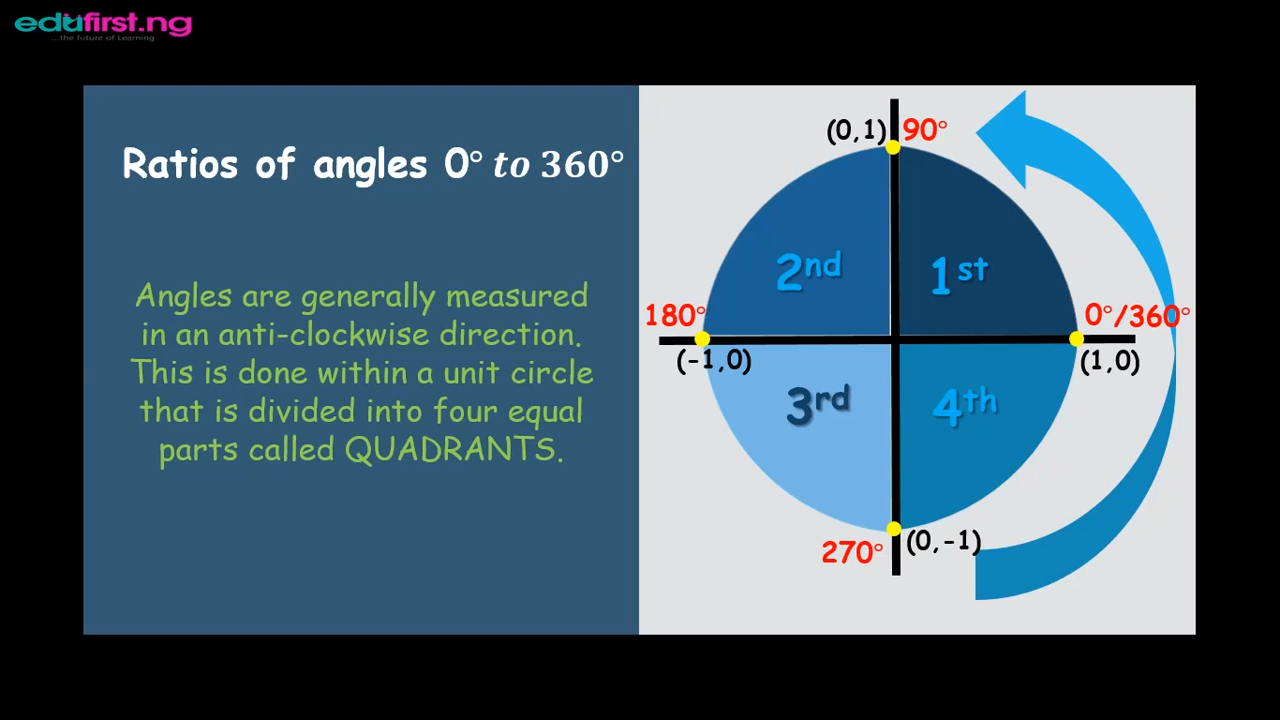 edufirst.ng
...the future of Learning
Ratios of angles 0° to 360°
Angles are generally measured
in an anti-clockwise direction.
This is done within a unit circle
that is divided into four equal
parts called QUADRANTS.
(0,1) 90°
2nd 1st
180° 0°/360°
(-1,0) (1,0)
3rd 4th
270° (0,-1)